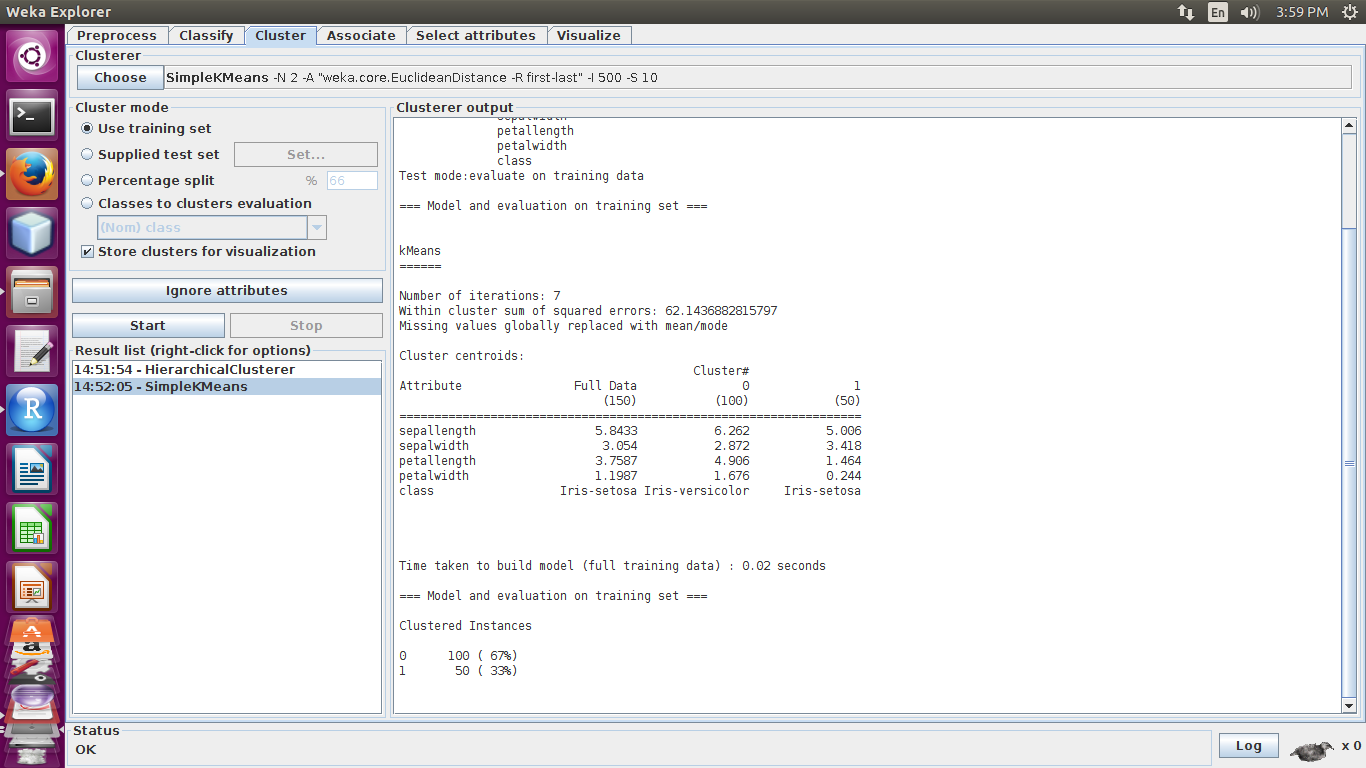 Weka Explorer
En
3:59 PM
Preprocess Classify Cluster Associate Select attributes Visualize
Clusterer
Choose SimpleKMeans -N 2 -A "weka.core.EuclideanDistance -R first-last" -I 500 -S 10
Cluster mode
Use training set
Supplied test set Set...
Percentage split % 66
Classes to clusters evaluation
(Nom) class
Store clusters for visualization
Ignore attributes
Start Stop
Result list (right-click for options)
14:51:54 - HierarchicalClusterer
14:52:05 - SimpleKMeans
Clusterer output
sepalwidth
petallength
petalwidth
class
Test mode:evaluate on training data
=== Model and evaluation on training set ===
kMeans
======
Number of iterations: 7
Within cluster sum of squared errors: 62.1436882815797
Missing values globally replaced with mean/mode
Cluster centroids:
Cluster#
Attribute Full Data 0 1
(150) (100) (50)
==================================================================
sepallength 5.8433 6.262 5.006
sepalwidth 3.054 2.872 3.418
petallength 3.7587 4.906 1.464
petalwidth 1.1987 1.676 0.244
class Iris-setosa Iris-versicolor Iris-setosa
Time taken to build model (full training data) : 0.02 seconds
=== Model and evaluation on training set ===
Clustered Instances
0 100 ( 67%)
1 50 ( 33%)
Status
OK
Log
x 0